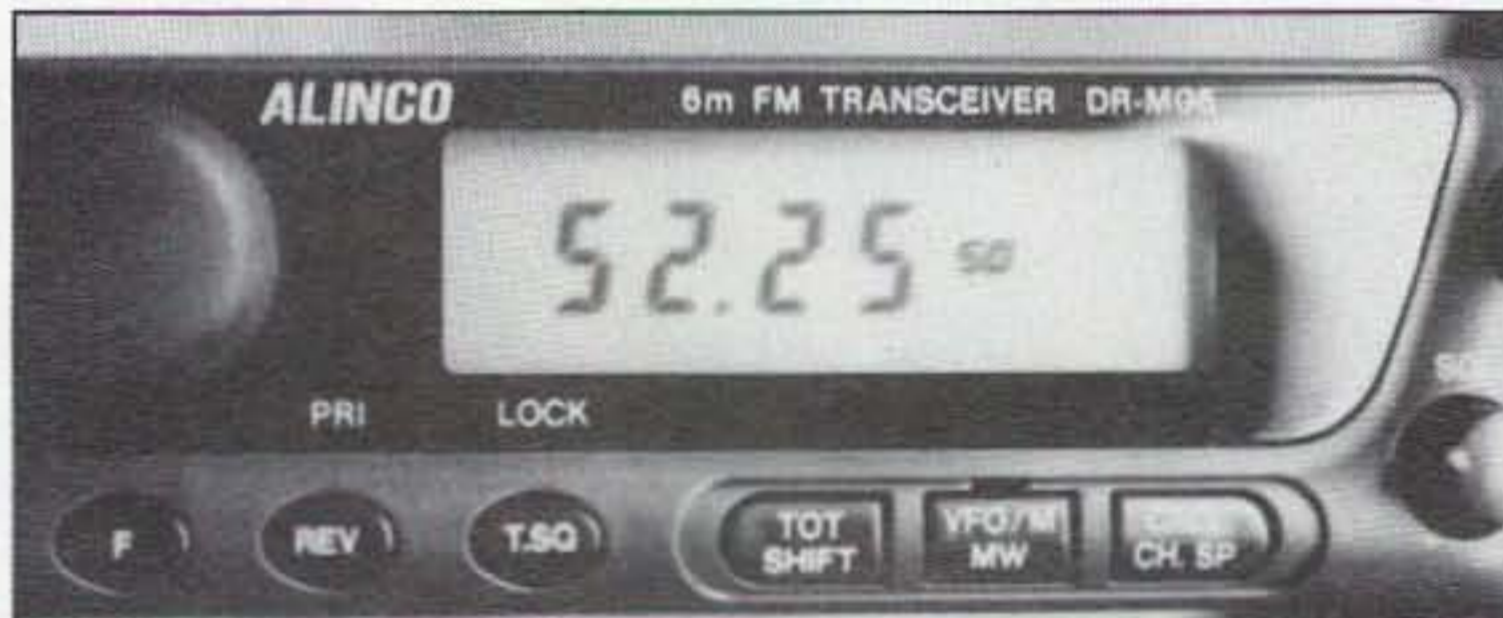 ALINCO
6m FM TRANSCEIVER
52.25
PRI LOCK
F REV T.SQ
TOT SHIFT
VFO/M MW
CH. SP